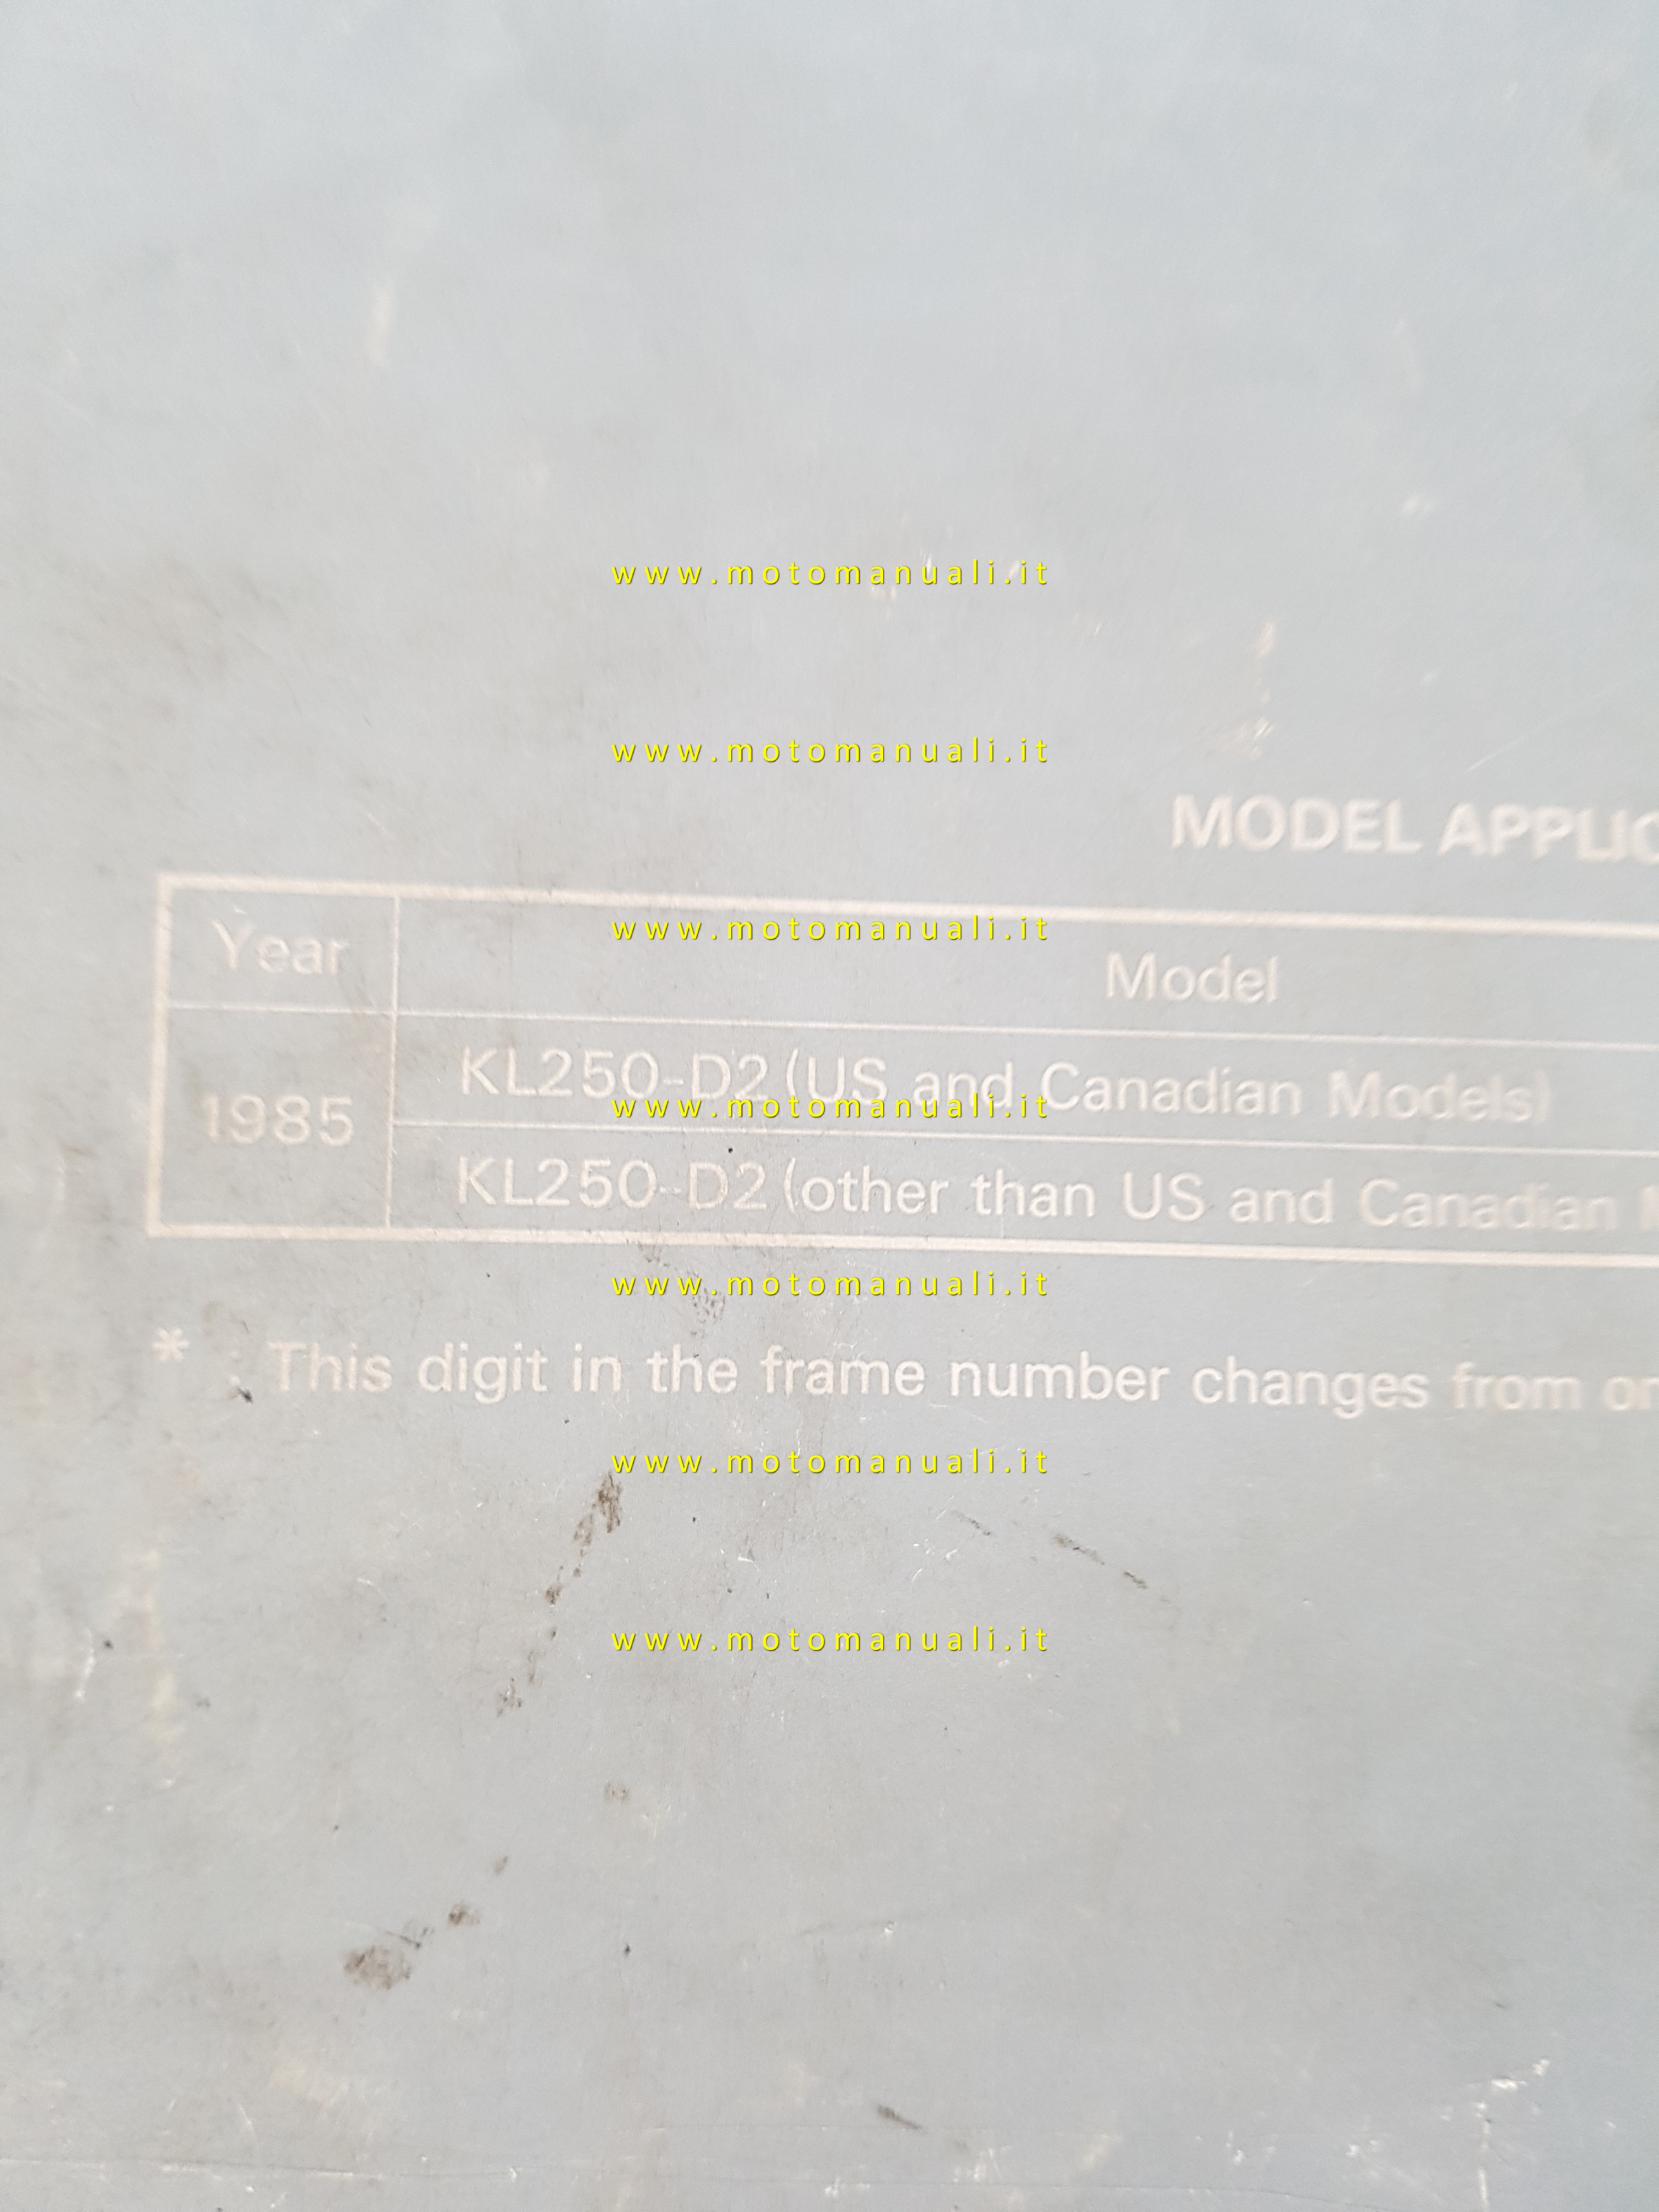 www.motomanuali.it
www.motomanuali.it
MODEL APPLIC
www.motomanuali.it
Year
Model
1985
KL250-D2 (US and Canadian Models)
www.motomanuali.it
KL250-D2 (other than US and Canadian
www.motomanuali.it
* : This digit in the frame number changes from
www.motomanuali.it
www.motomanuali.it